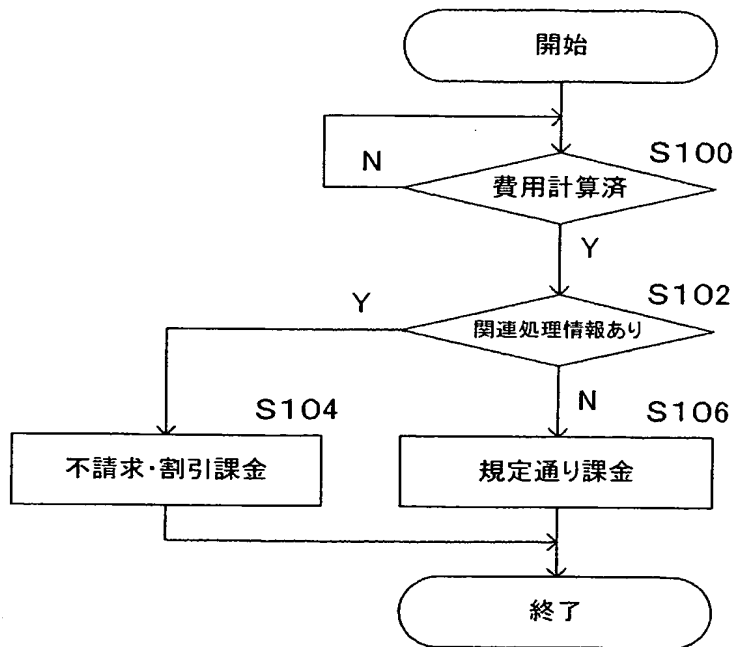 開始
S100
N
費用計算済
Y
S102
Y
関連処理情報あり
N
S104
S106
不請求・割引課金
規定通り課金
終了